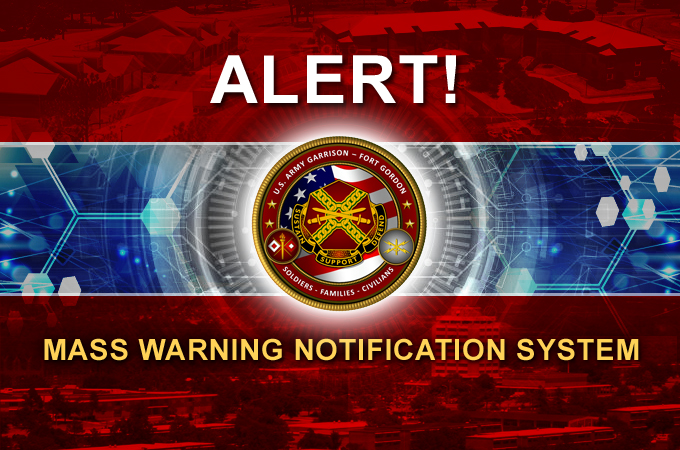 ALERT!
U.S. ARMY GARRISON ~ FORT GORDON
SUSTAIN
SUPPORT
DEFEND
SOLDIERS - FAMILIES - CIVILIANS
MASS WARNING NOTIFICATION SYSTEM